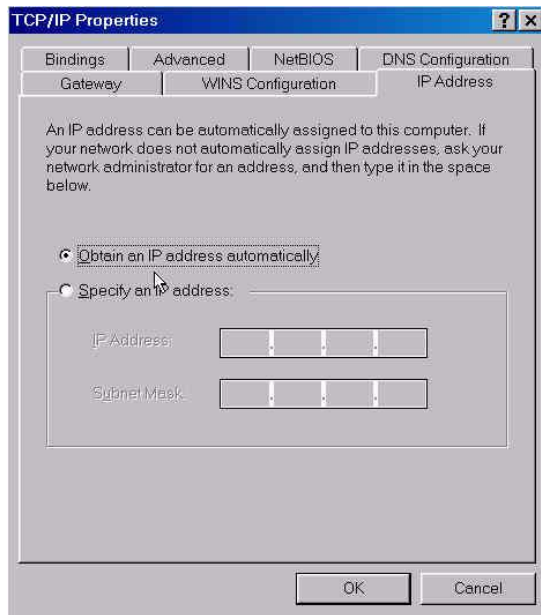 TCP/IP Properties
Bindings
Advanced
NetBIOS
DNS Configuration
Gateway
WINS Configuration
IP Address
An IP address can be automatically assigned to this computer. If
your network does not automatically assign IP addresses, ask your
network administrator for an address, and then type it in the space
below.
Obtain an IP address automatically
Specify an IP address:
IP Address:
Subnet Mask:
OK
Cancel